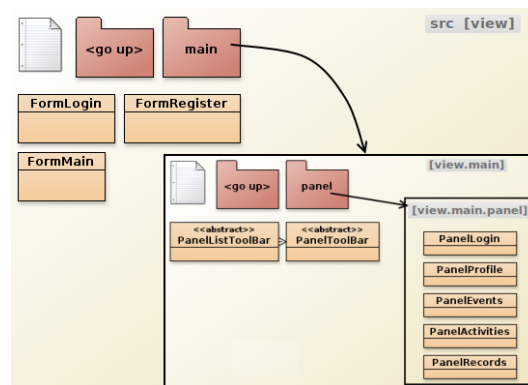 src [view]
<go up>
main
FormLogin
FormRegister
FormMain
[view.main]
<go up>
panel
<<abstract>>
PanelListToolBar
<<abstract>>
PanelToolBar
[view.main.panel]
PanelLogin
PanelProfile
PanelEvents
PanelActivities
PanelRecords